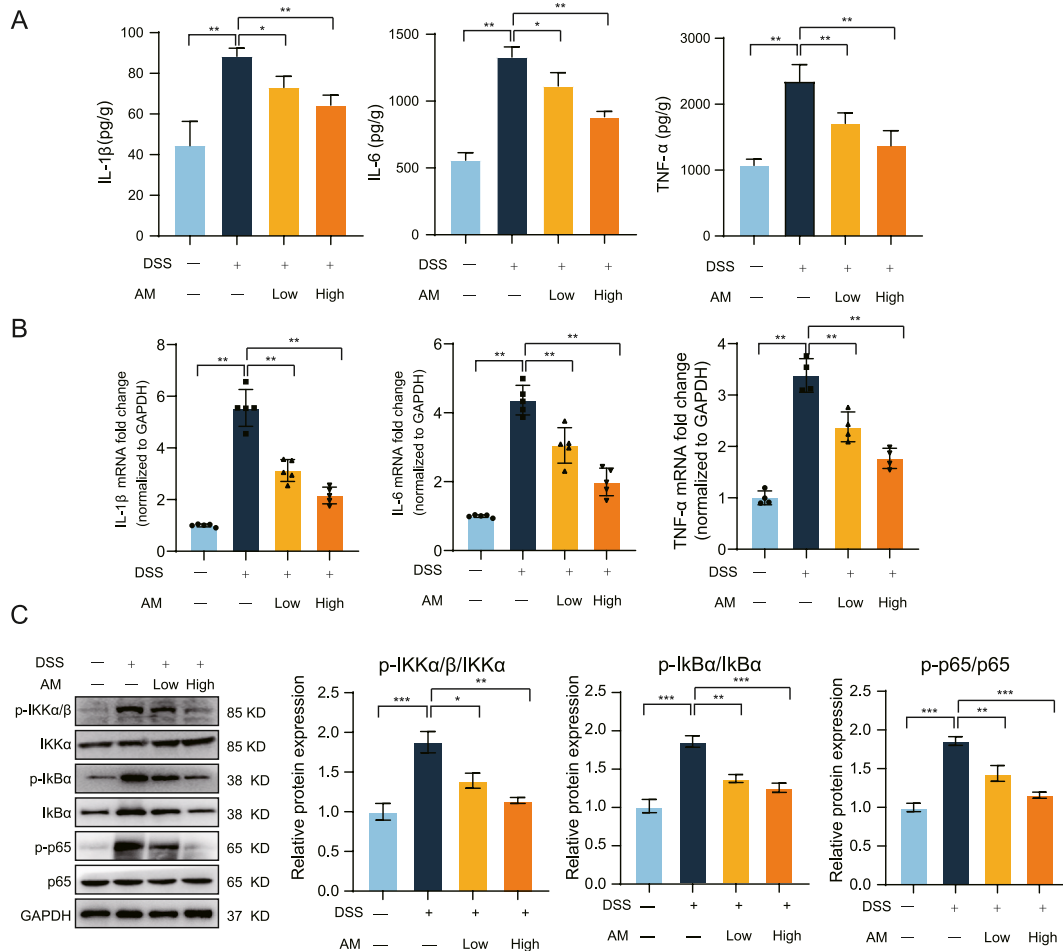 A
IL-1β (pg/g)
100
80
60
40
20
0
** * **
DSS — + + +
AM — — Low High
IL-6 (pg/g)
1500
1000
500
0
** * **
DSS — + + +
AM — — Low High
TNF-α (pg/g)
3000
2000
1000
0
** ** **
DSS — + + +
AM — — Low High
B
IL-1β mRNA fold change
(normalized to GAPDH)
8
6
4
2
0
** ** **
DSS — + + +
AM — — Low High
IL-6 mRNA fold change
(normalized to GAPDH)
6
4
2
0
** ** **
DSS — + + +
AM — — Low High
TNF-α mRNA fold change
(normalized to GAPDH)
4
3
2
1
0
** ** **
DSS — + + +
AM — — Low High
C
DSS — + + +
AM — — Low High
p-IKKα/β 85 KD
IKKα 85 KD
p-IkBα 38 KD
IkBα 38 KD
p-p65 65 KD
p65 65 KD
GAPDH 37 KD
p-IKKα/β/IKKα
Relative protein expression
2.0
1.5
1.0
0.5
0.0
*** * **
DSS — + + +
AM — — Low High
p-IkBα/IkBα
Relative protein expression
2.0
1.5
1.0
0.5
0.0
*** ** ***
DSS — + + +
AM — — Low High
p-p65/p65
Relative protein expression
2.0
1.5
1.0
0.5
0.0
*** ** ***
DSS — + + +
AM — — Low High